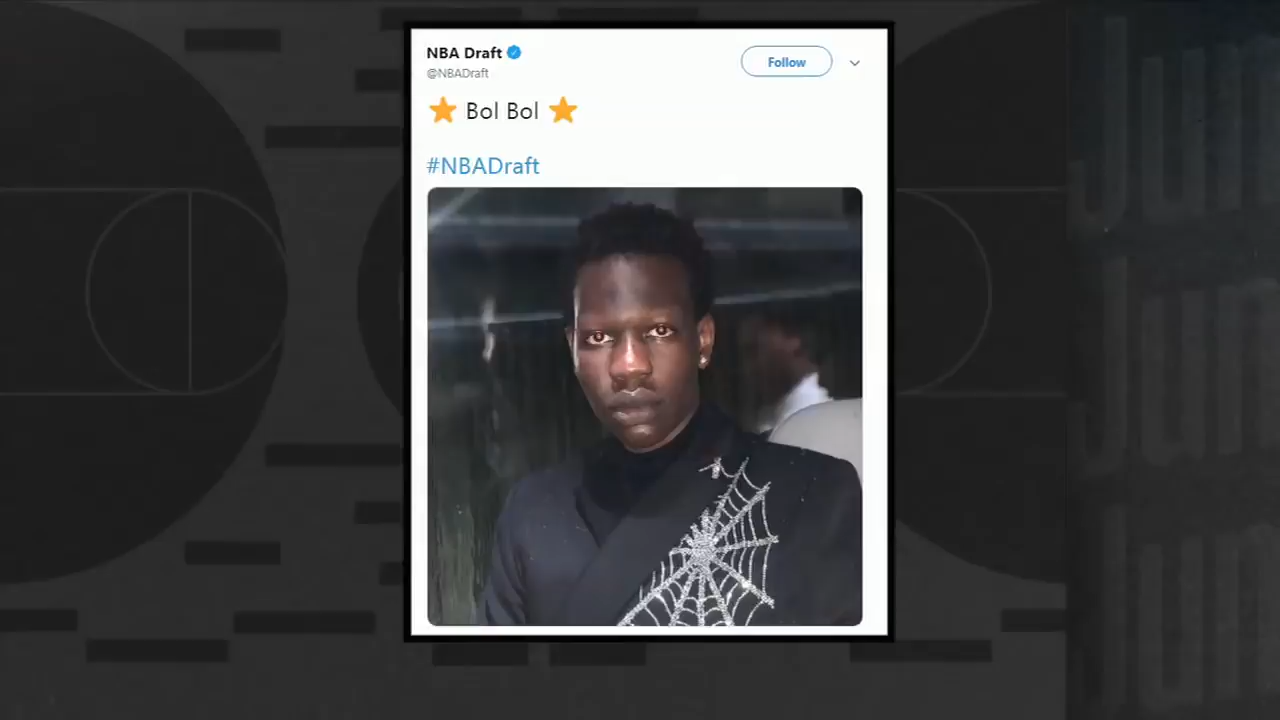 NBA Draft
@NBADraft
Follow
⭐ Bol Bol ⭐
#NBADraft